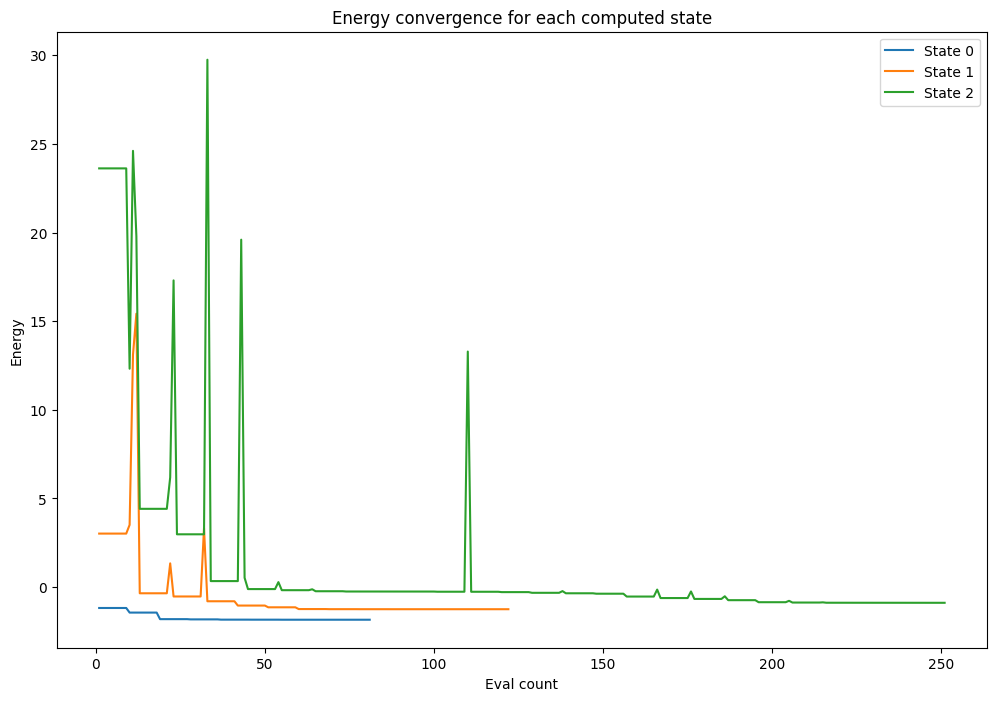 Energy convergence for each computed state
State 0
State 1
State 2
30
25
20
15
10
5
0
Energy
0
50
100
150
200
250
Eval count